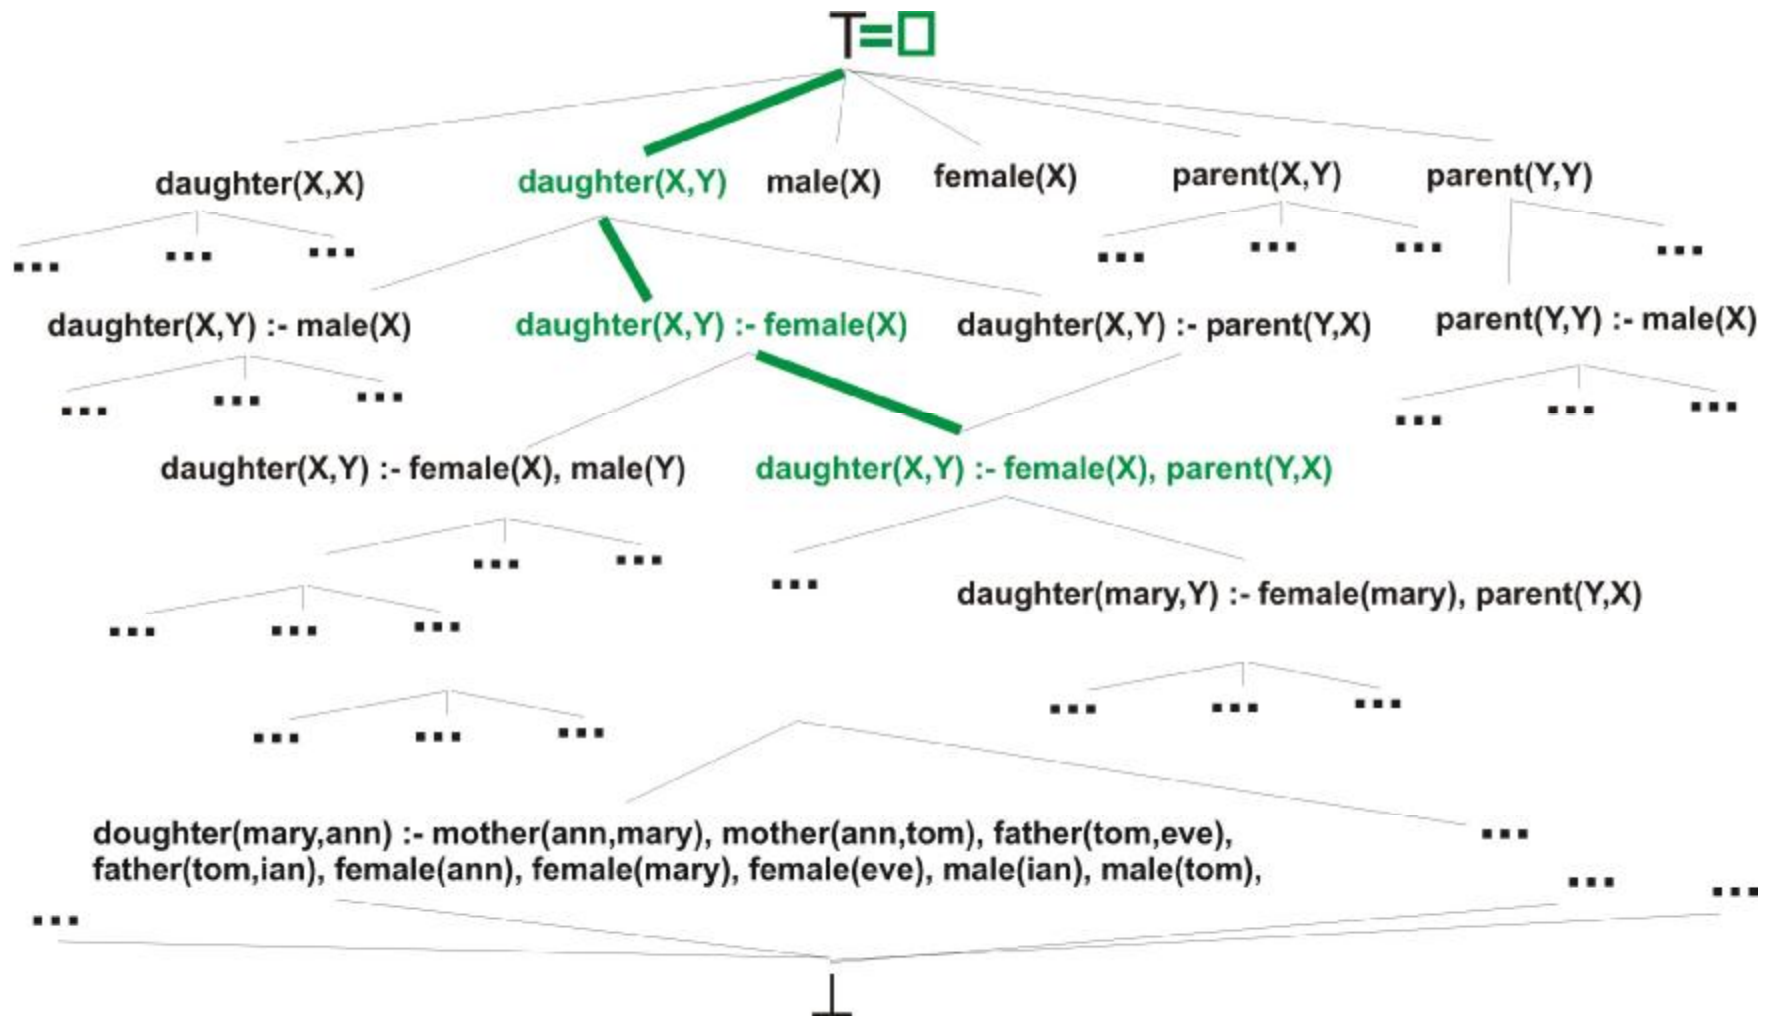 T=□
daughter(X,X) daughter(X,Y) male(X) female(X) parent(X,Y) parent(Y,Y)
... ... ... ... ... ... ...
daughter(X,Y) :- male(X) daughter(X,Y) :- female(X) daughter(X,Y) :- parent(Y,X) parent(Y,Y) :- male(X)
... ... ... ... ... ...
daughter(X,Y) :- female(X), male(Y) daughter(X,Y) :- female(X), parent(Y,X)
... ... ...
daughter(mary,Y) :- female(mary), parent(Y,X)
... ... ...
... ... ...
... ... ...
doughter(mary,ann) :- mother(ann,mary), mother(ann,tom), father(tom,eve), ...
father(tom,ian), female(ann), female(mary), female(eve), male(ian), male(tom),
... ... ...
⊥